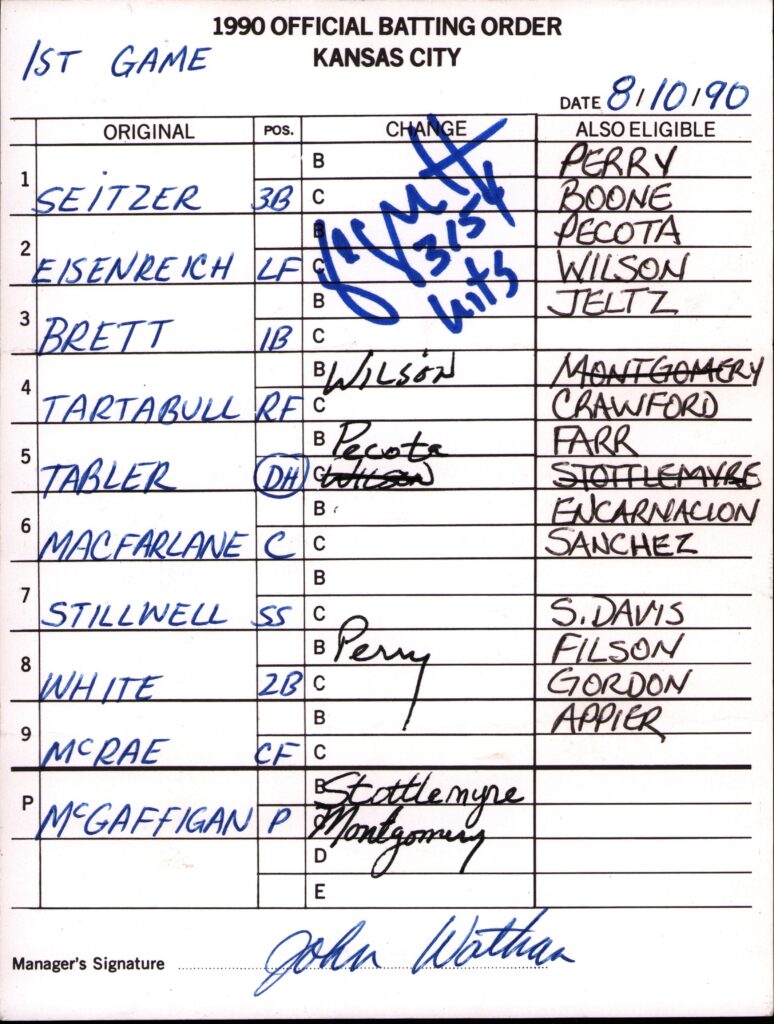 1990 OFFICIAL BATTING ORDER
KANSAS CITY
1ST GAME
DATE 8/10/90
ORIGINAL POS. CHANGE ALSO ELIGIBLE
B PERRY
1 SEITZER 3B C BOONE
B PECOTA
2 EISENREICH LF C WILSON
B JELTZ
3 BRETT 1B C
3154
hits
4 B WILSON MONTGOMERY
TARTABULL RF C CRAWFORD
5 B Pecota FARR
TABLER DH C WILSON STOTTLEMYRE
6 B ENCARNACION
MACFARLANE C C SANCHEZ
7 B
STILLWELL SS C S. DAVIS
8 B Perry FILSON
WHITE 2B C GORDON
9 B APPIER
McRAE CF C
P B Stottlemyre
McGAFFIGAN P C Montgomery
D
E
Manager's Signature John Wathan